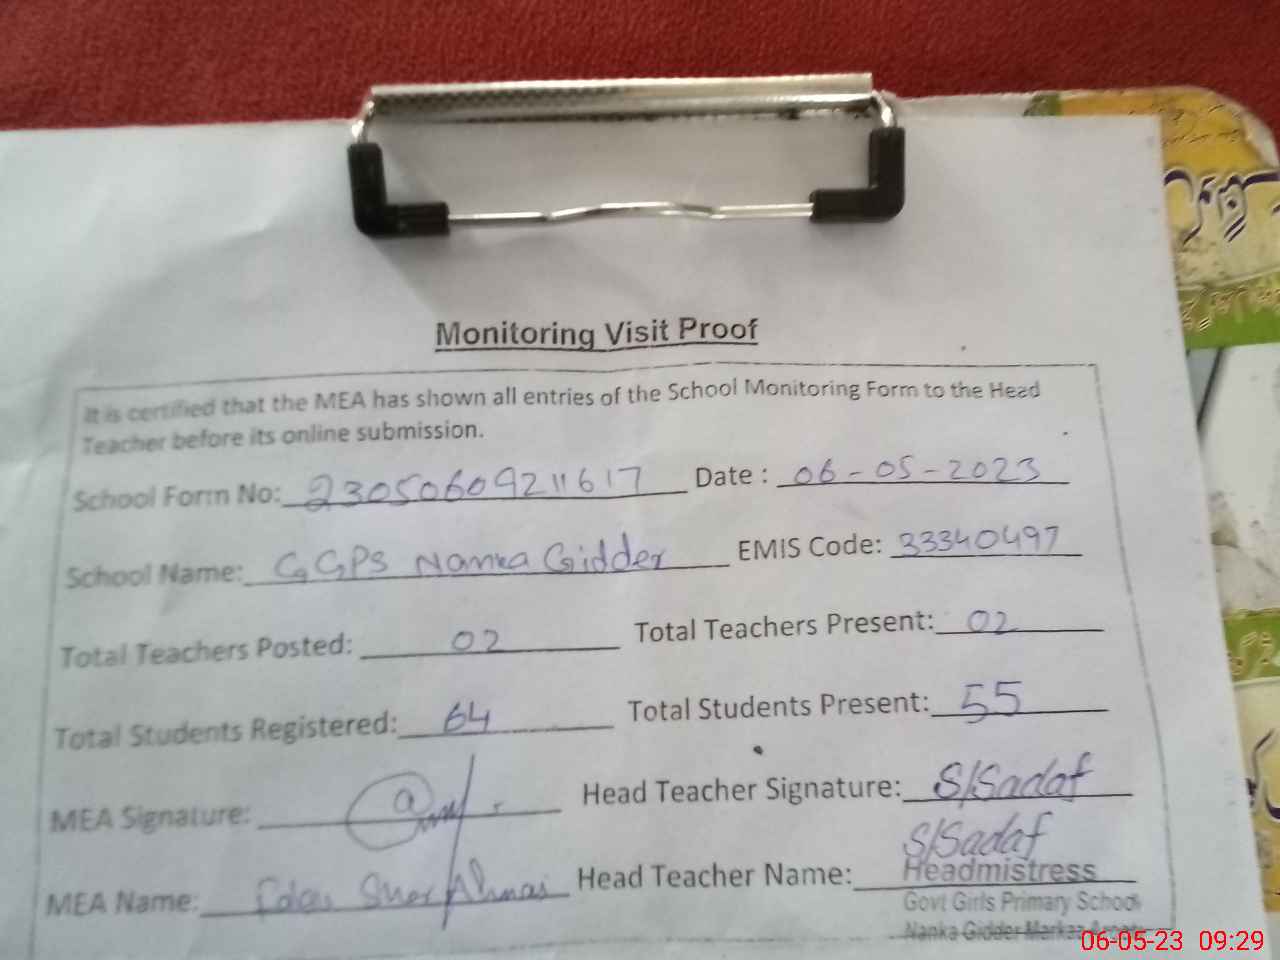 Monitoring Visit Proof
It is certified that the MEA has shown all entries of the School Monitoring Form to the Head
Teacher before its online submission.
School Form No: 23050609211617 Date : 06-05-2023
School Name: GGPS Nanka Gidder EMIS Code: 33340497
Total Teachers Posted: 02 Total Teachers Present: 02
Total Students Registered: 64 Total Students Present: 55
MEA Signature: Head Teacher Signature: S/Sadaf
S/Sadaf
MEA Name: Head Teacher Name: Headmistress
Govt Girls Primary School
Nanka Gidder Markaz
06-05-23 09:29